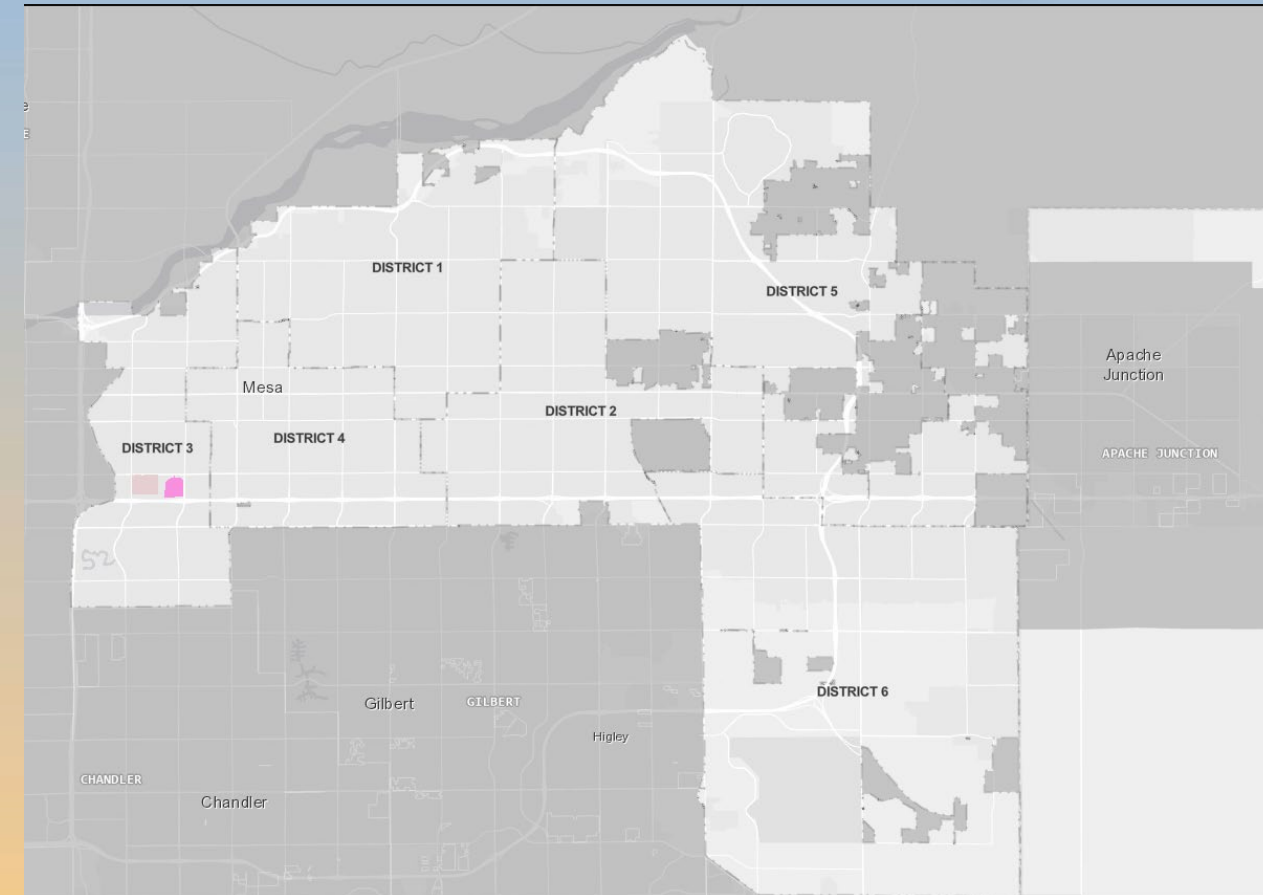 DISTRICT 1
DISTRICT 5
Apache
Junction
Mesa
DISTRICT 2
DISTRICT 4
DISTRICT 3
APACHE JUNCTION
DISTRICT 6
Gilbert
GILBERT
Higley
CHANDLER
Chandler